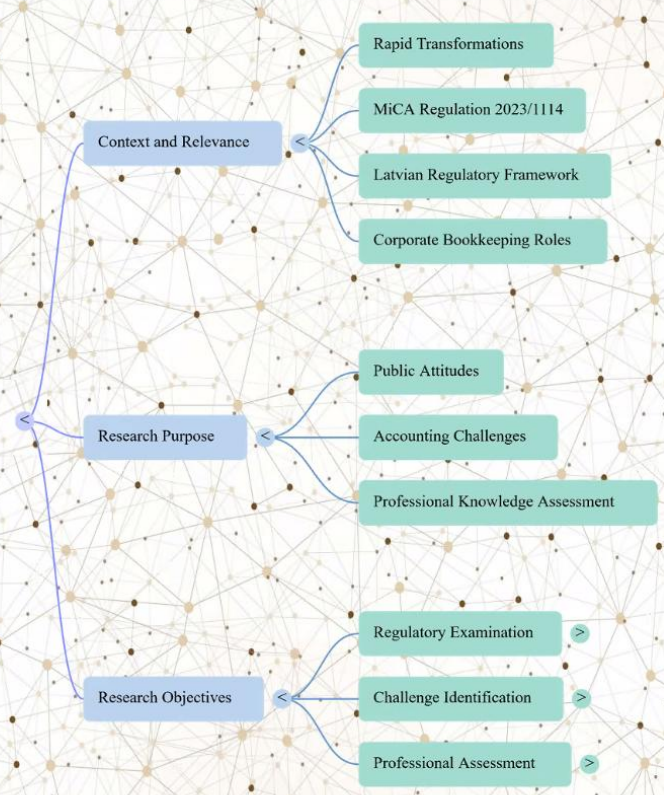 Rapid Transformations
MiCA Regulation 2023/1114
Context and Relevance
<
Latvian Regulatory Framework
Corporate Bookkeeping Roles
Public Attitudes
<
Research Purpose
<
Accounting Challenges
Professional Knowledge Assessment
Regulatory Examination
>
Research Objectives
<
Challenge Identification
>
Professional Assessment
>